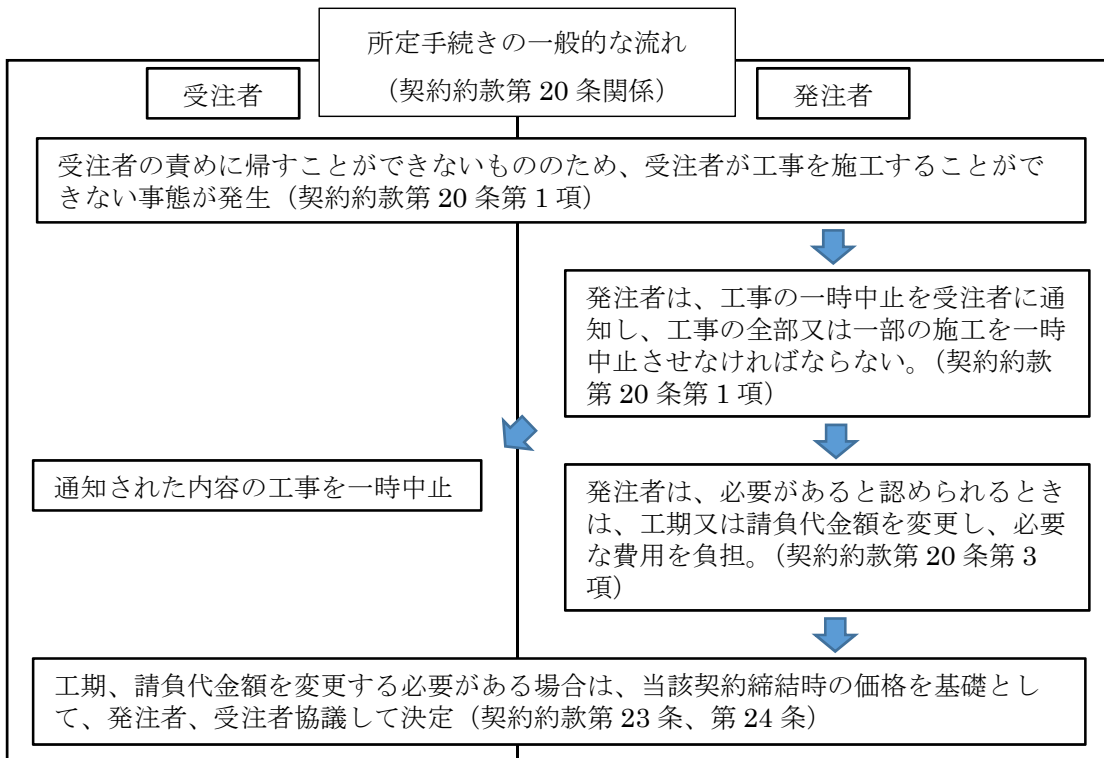 所定手続きの一般的な流れ
（契約約款第 20 条関係）
受注者
発注者
受注者の責めに帰すことができないもののため、受注者が工事を施工することがで
きない事態が発生（契約約款第 20 条第 1 項）
発注者は、工事の一時中止を受注者に通
知し、工事の全部又は一部の施工を一時
中止させなければならない。（契約約款
第 20 条第 1 項）
通知された内容の工事を一時中止
発注者は、必要があると認められるとき
は、工期又は請負代金額を変更し、必要
な費用を負担。（契約約款第 20 条第 3
項）
工期、請負代金額を変更する必要がある場合は、当該契約締結時の価格を基礎とし
て、発注者、受注者協議して決定（契約約款第 23 条、第 24 条）